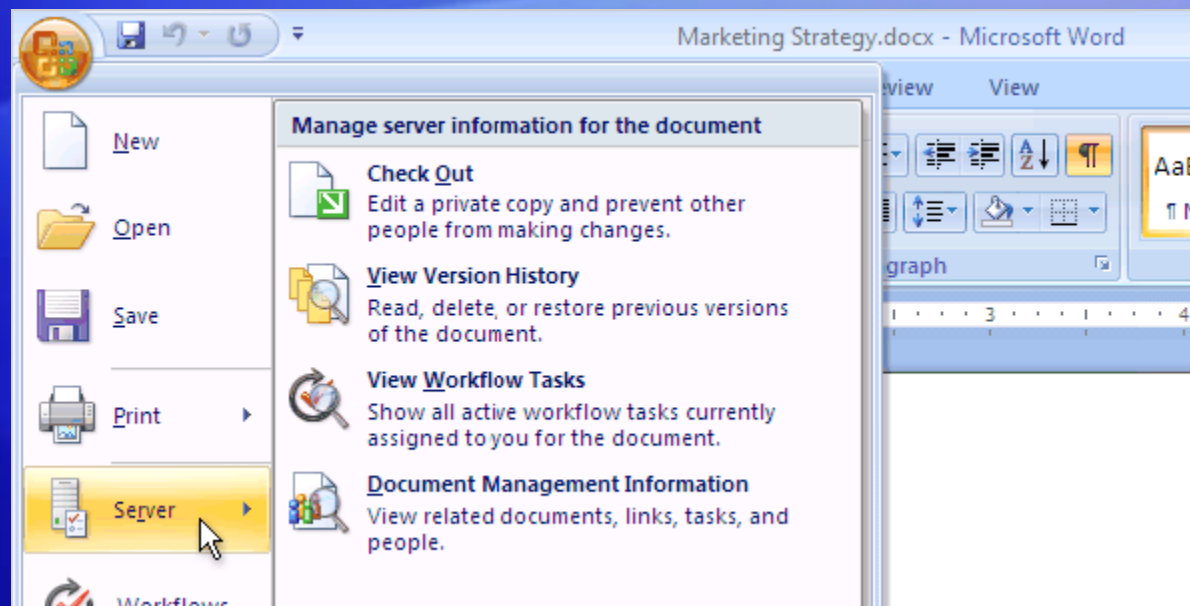 Marketing Strategy.docx - Microsoft Word
View
New
Open
Save
Print
Server
Workflows
Manage server information for the document
Check Out
Edit a private copy and prevent other
people from making changes.
View Version History
Read, delete, or restore previous versions
of the document.
View Workflow Tasks
Show all active workflow tasks currently
assigned to you for the document.
Document Management Information
View related documents, links, tasks, and
people.
A
Z
¶
3
4